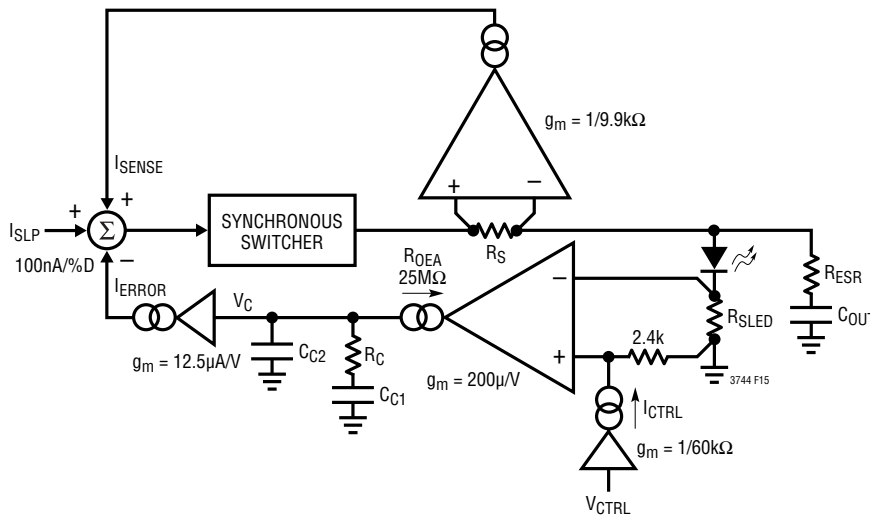 gm = 1/9.9kΩ
ISENSE
+
−
+
+
ISLP
Σ
SYNCHRONOUS
SWITCHER
−
100nA/%D
RS
IERROR
ROEA
25MΩ
−
RESR
VC
RSLED
COUT
2.4k
gm = 12.5µA/V
CC2
RC
+
gm = 200µ/V
3744 F15
CC1
ICTRL
gm = 1/60kΩ
VCTRL